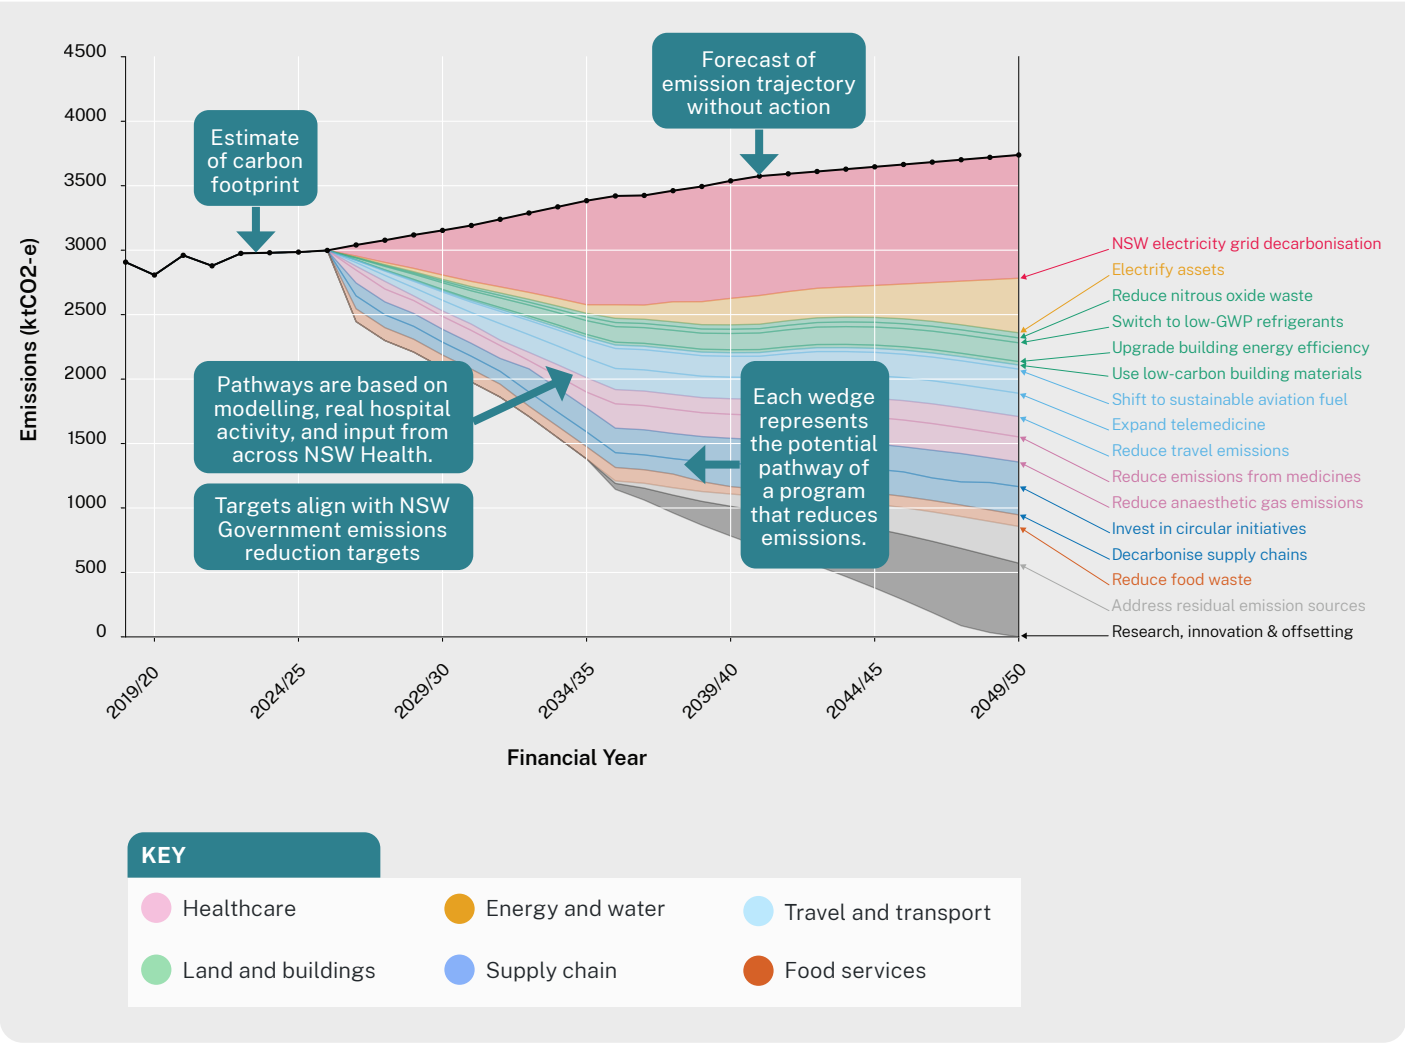 4500
4000
3500
3000
2500
2000
1500
1000
500
0
Emissions (ktCO2-e)
Estimate
of carbon
footprint
Forecast of
emission trajectory
without action
Pathways are based on
modelling, real hospital
activity, and input from
across NSW Health.
Targets align with NSW
Government emissions
reduction targets
Each wedge
represents
the potential
pathway of
a program
that reduces
emissions.
NSW electricity grid decarbonisation
Electrify assets
Reduce nitrous oxide waste
Switch to low-GWP refrigerants
Upgrade building energy efficiency
Use low-carbon building materials
Shift to sustainable aviation fuel
Expand telemedicine
Reduce travel emissions
Reduce emissions from medicines
Reduce anaesthetic gas emissions
Invest in circular initiatives
Decarbonise supply chains
Reduce food waste
Address residual emission sources
Research, innovation & offsetting
2019/20
2024/25
2029/30
2034/35
2039/40
2044/45
2049/50
Financial Year
KEY
Healthcare
Energy and water
Travel and transport
Land and buildings
Supply chain
Food services